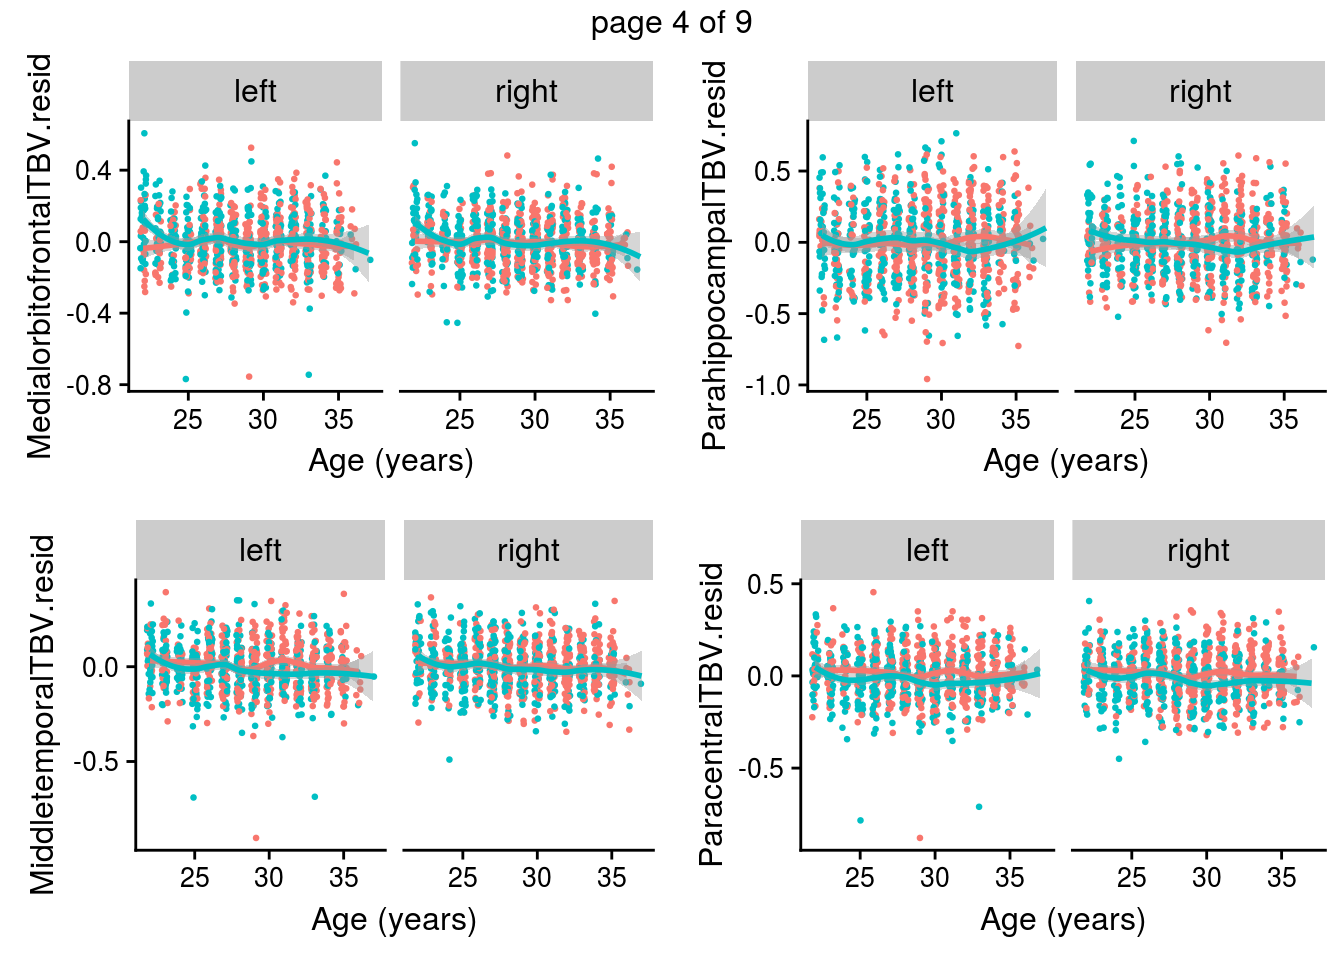 page 4 of 9
MedialorbitofrontalTBV.resid
left
right
0.4
0.0
-0.4
-0.8
25
30
35
25
30
35
Age (years)
ParahippocampalTBV.resid
left
right
0.5
0.0
-0.5
-1.0
25
30
35
25
30
35
Age (years)
MiddletemporalTBV.resid
left
right
0.0
-0.5
25
30
35
25
30
35
Age (years)
ParacentralTBV.resid
left
right
0.5
0.0
-0.5
25
30
35
25
30
35
Age (years)